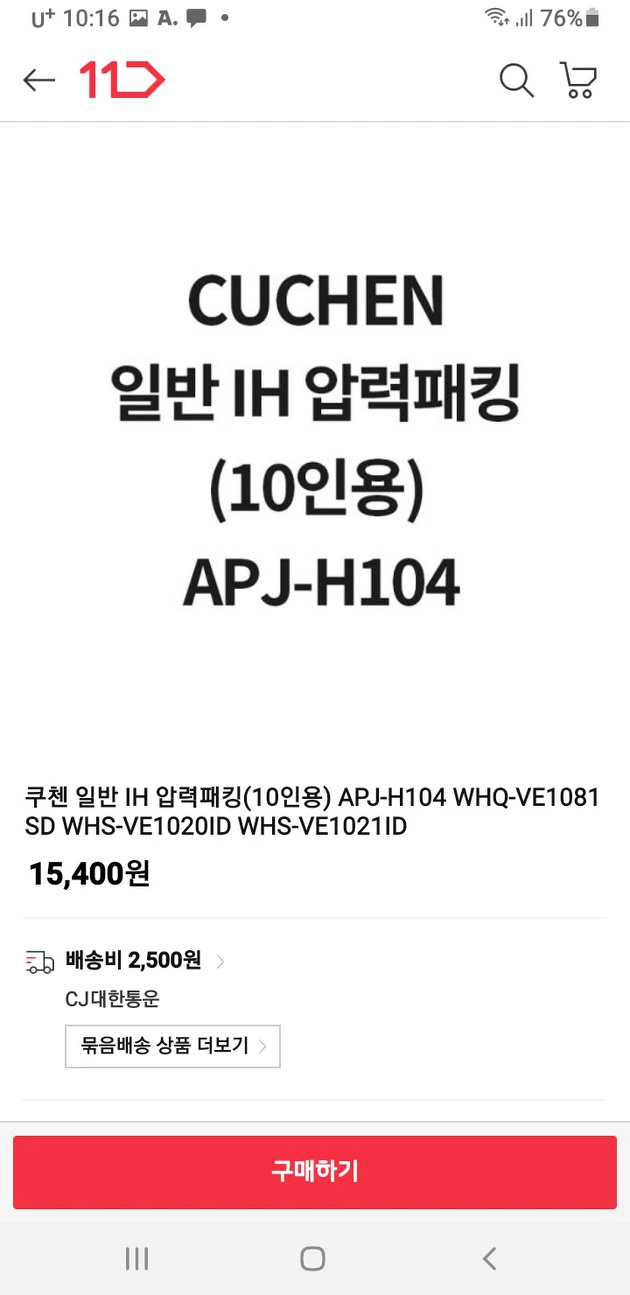 U+ 10:16 A. 76%
11
CUCHEN
일반 IH 압력패킹
(10인용)
APJ-H104
쿠첸 일반 IH 압력패킹(10인용) APJ-H104 WHQ-VE1081
SD WHS-VE1020ID WHS-VE1021ID
15,400원
배송비 2,500원
CJ대한통운
묶음배송 상품 더보기
구매하기